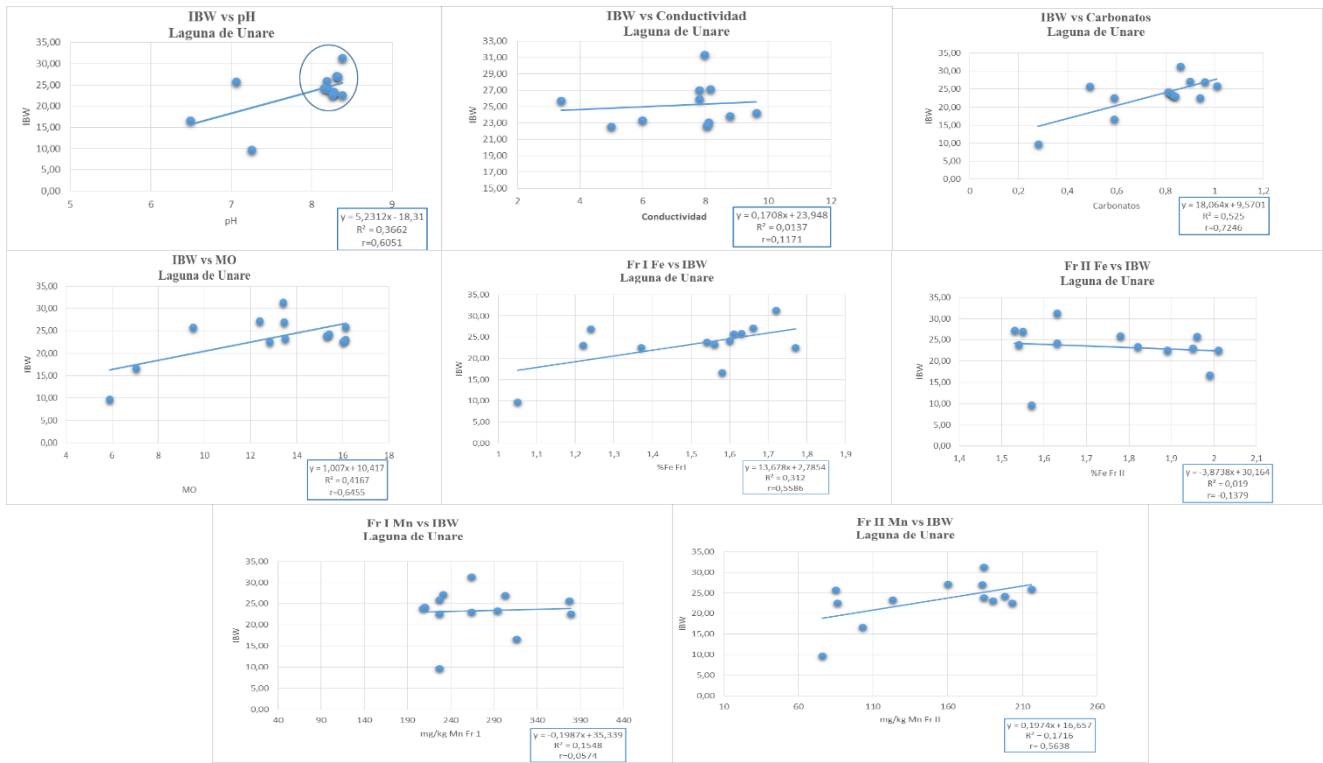 IBW vs pH
Laguna de Unare
35,00
30,00
25,00
20,00
15,00
10,00
5,00
0,00
IBW
5
6
7
8
9
pH
y = 5,2312x - 18,31
R² = 0,3662
r=0,6051
IBW vs Conductividad
Laguna de Unare
35,00
33,00
31,00
29,00
27,00
25,00
23,00
21,00
19,00
17,00
15,00
IBW
2
4
6
8
10
12
Conductividad
y = 0,1708x + 23,948
R² = 0,0137
r=0,1171
IBW vs Carbonatos
Laguna de Unare
35,00
30,00
25,00
20,00
15,00
10,00
5,00
0,00
IBW
0
0,2
0,4
0,6
0,8
1
1,2
Carbonatos
y = 18,064x + 9,5701
R² = 0,525
r=0,7246
IBW vs MO
Laguna de Unare
35,00
30,00
25,00
20,00
15,00
10,00
5,00
0,00
IBW
4
6
8
10
12
14
16
18
MO
y = 1,007x + 10,417
R² = 0,4167
r=0,6455
Fr I Fe vs IBW
Laguna de Unare
35,00
30,00
25,00
20,00
15,00
10,00
5,00
0,00
IBW
1
1,1
1,2
1,3
1,4
1,5
1,6
1,7
1,8
1,9
%Fe FrI
y = 13,678x + 2,7854
R² = 0,312
r=0,5586
Fr II Fe vs IBW
Laguna de Unare
35,00
30,00
25,00
20,00
15,00
10,00
5,00
0,00
IBW
1,4
1,5
1,6
1,7
1,8
1,9
2
2,1
%Fe Fr II
y = -3,8738x + 30,164
R² = 0,019
r= -0,1379
Fr I Mn vs IBW
Laguna de Unare
35,00
30,00
25,00
20,00
15,00
10,00
5,00
0,00
IBW
40
90
140
190
240
290
340
390
440
mg/kg Mn Fr 1
y = -0,1987x + 35,339
R² = 0,1548
r=0,0574
Fr II Mn vs IBW
Laguna de Unare
35,00
30,00
25,00
20,00
15,00
10,00
5,00
0,00
IBW
10
60
110
160
210
260
mg/kg Mn Fr II
y = 0,1974x + 16,657
R² = 0,1716
r= 0,5638